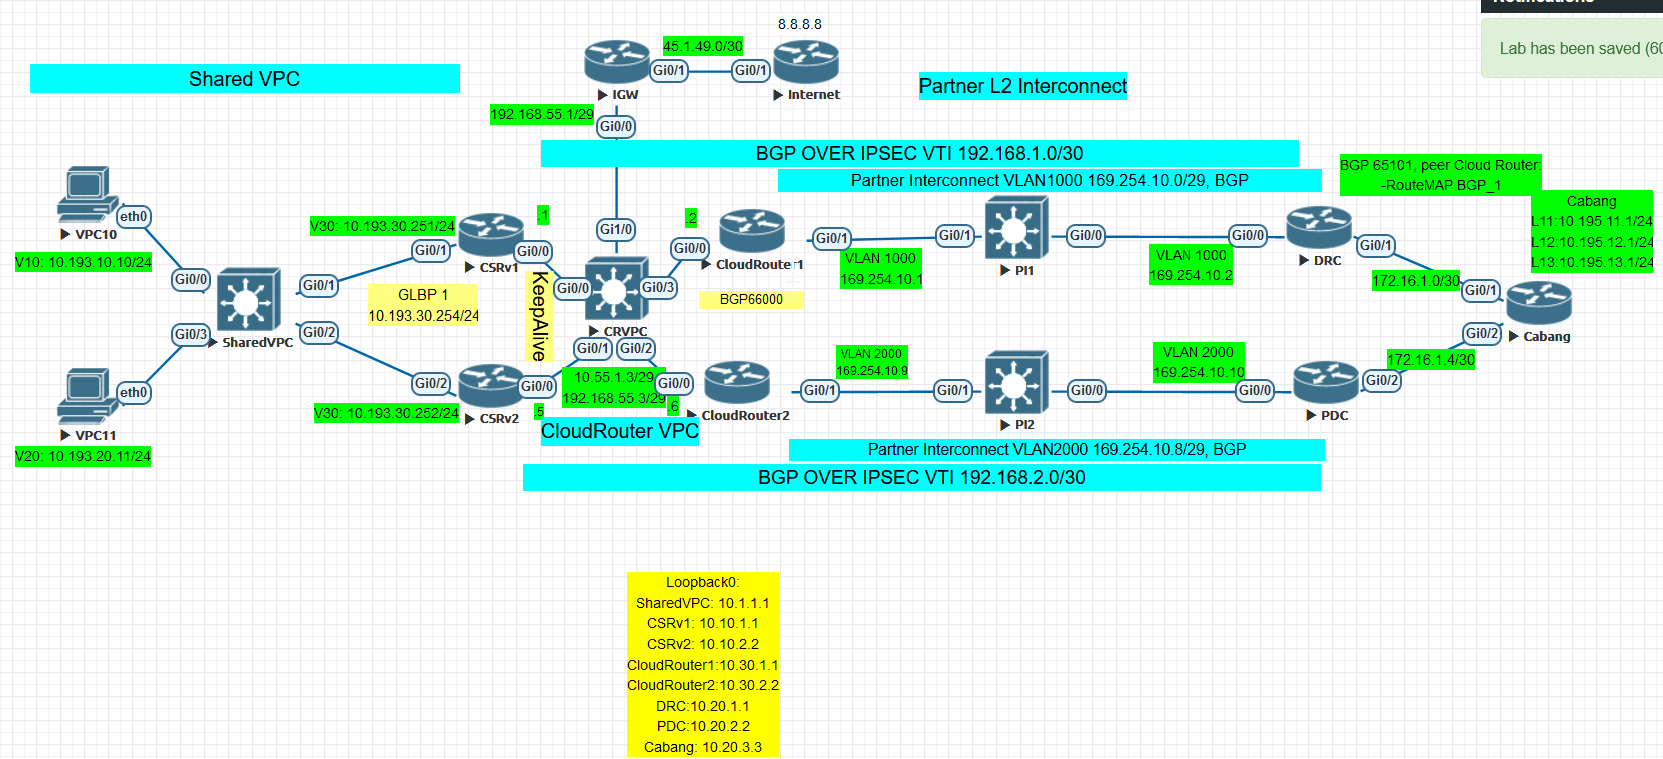 Notifications
Lab has been saved (60
8.8.8.8
45.1.49.0/30
Gi0/1
Gi0/1
IGW
Internet
Shared VPC
Partner L2 Interconnect
192.168.55.1/29
Gi0/0
BGP OVER IPSEC VTI 192.168.1.0/30
Partner Interconnect VLAN1000 169.254.10.0/29, BGP
BGP 65101, peer Cloud Router:
-RouteMAP BGP_1
Cabang
L11:10.195.11.1/24
L12:10.195.12.1/24
L13:10.195.13.1/24
eth0
VPC10
V10: 10.193.10.10/24
V30: 10.193.30.251/24
Gi0/1
CSRv1
.1
Gi0/0
Gi1/0
.2
Gi0/0
CloudRouter1
Gi0/1
VLAN 1000
169.254.10.1
Gi0/1
PI1
Gi0/0
VLAN 1000
169.254.10.2
Gi0/0
DRC
Gi0/1
172.16.1.0/30
Gi0/1
Gi0/0
Gi0/1
GLBP 1
10.193.30.254/24
KeepAlive
Gi0/0
Gi0/3
BGP66000
CRVPC
Gi0/3
SharedVPC
Gi0/2
Gi0/1
Gi0/2
Gi0/2
Cabang
172.16.1.4/30
eth0
VPC11
V20: 10.193.20.11/24
Gi0/2
V30: 10.193.30.252/24
CSRv2
Gi0/0
.5
10.55.1.3/29
192.168.55.3/29
Gi0/0
.6
CloudRouter2
CloudRouter VPC
Gi0/1
VLAN 2000
169.254.10.9
Gi0/1
PI2
Gi0/0
VLAN 2000
169.254.10.10
Gi0/0
PDC
Gi0/2
Partner Interconnect VLAN2000 169.254.10.8/29, BGP
BGP OVER IPSEC VTI 192.168.2.0/30
Loopback0:
SharedVPC: 10.1.1.1
CSRv1: 10.10.1.1
CSRv2: 10.10.2.2
CloudRouter1:10.30.1.1
CloudRouter2:10.30.2.2
DRC:10.20.1.1
PDC:10.20.2.2
Cabang: 10.20.3.3